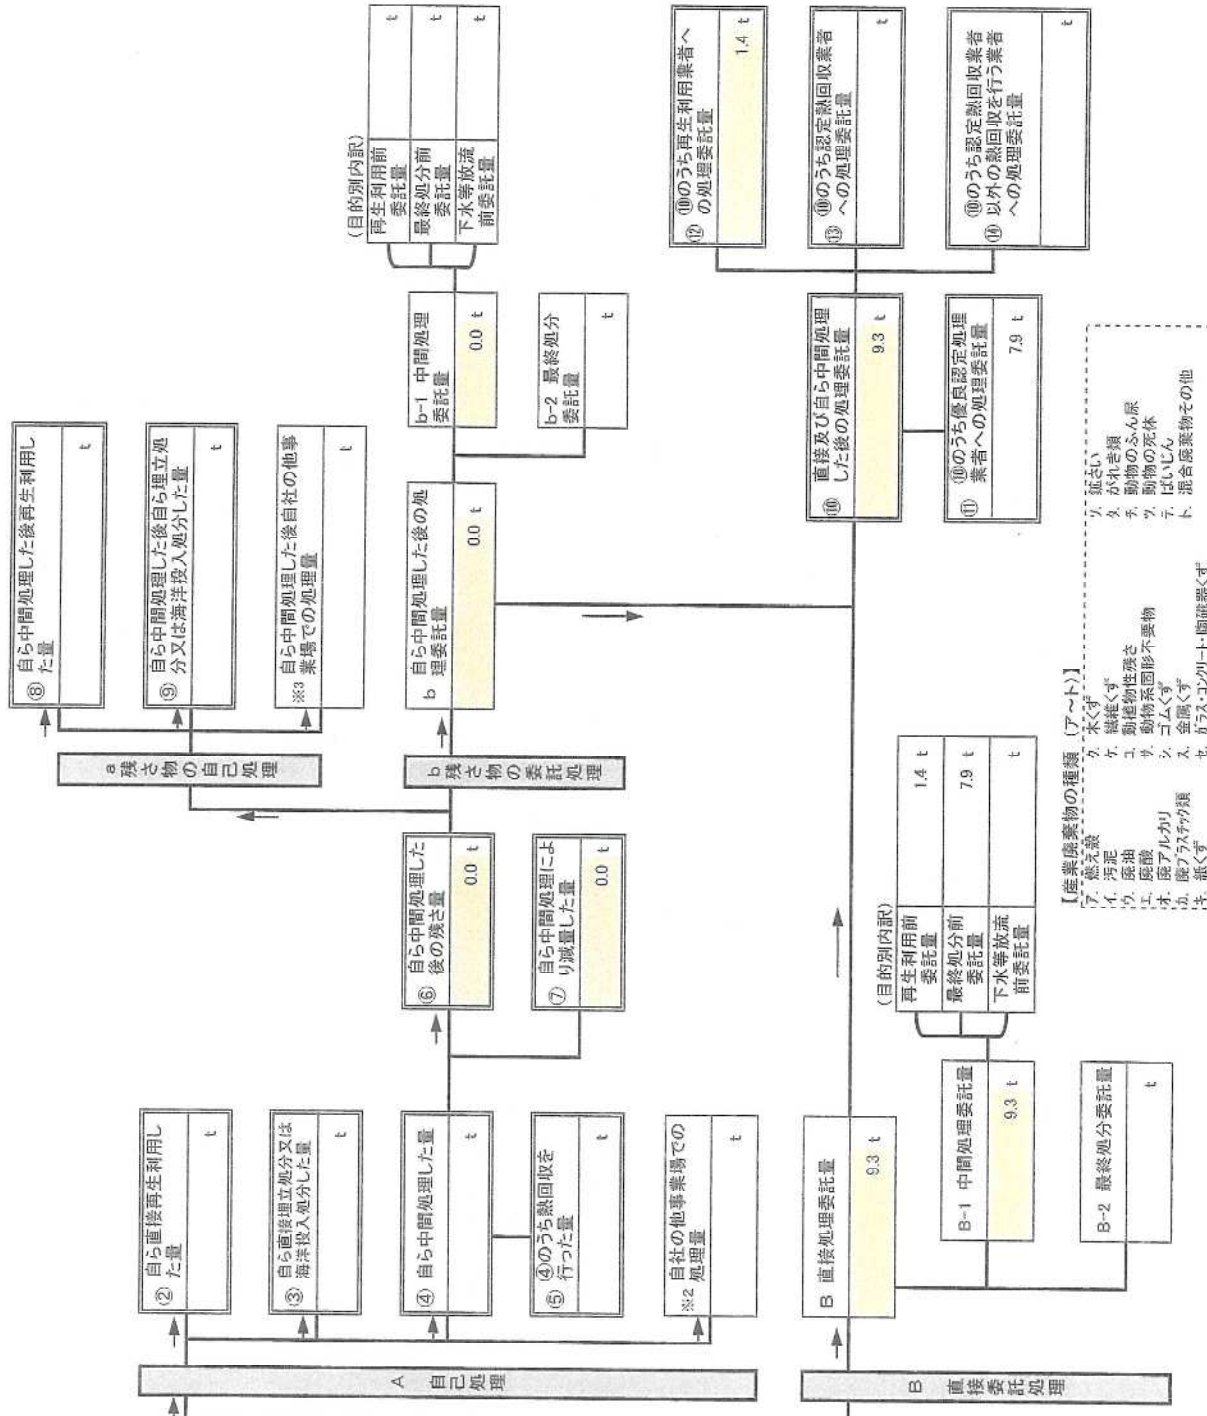 A 自己処理
② 自ら直接再生利用し
た量
t
③ 自ら直接埋立処分又は
海洋投入処分した量
t
④ 自ら中間処理した量
t
⑤ ④のうち熱回収を
行った量
t
※2 自社の他事業場での
処理量
t
⑥ 自ら中間処理した
後の残さ量
0.0 t
⑦ 自ら中間処理によ
り減量した量
0.0 t
a 残さ物の自己処理
⑧ 自ら中間処理した後再生利用し
た量
t
⑨ 自ら中間処理した後自ら埋立処
分又は海洋投入処分した量
t
※3 自ら中間処理した後自社の他事
業場での処理量
t
b 残さ物の委託処理
b 自ら中間処理した後の処
理委託量
0.0 t
b-1 中間処理
委託量
0.0 t
b-2 最終処分
委託量
t
(目的別内訳)
再生利用前
委託量
t
最終処分前
委託量
t
下水等放流
前委託量
t
B 直接委託処理
B 直接処理委託量
9.3 t
B-1 中間処理委託量
9.3 t
B-2 最終処分委託量
t
(目的別内訳)
再生利用前
委託量
1.4 t
最終処分前
委託量
7.9 t
下水等放流
前委託量
t
⑩ 直接及び自ら中間処理
した後の処理委託量
9.3 t
⑪ ⑩のうち優良認定処理
業者への処理委託量
7.9 t
⑫ ⑩のうち再生利用業者へ
の処理委託量
1.4 t
⑬ ⑩のうち認定熱回収業者
への処理委託量
t
⑭ ⑩のうち認定熱回収業者
以外の熱回収を行う業者
への処理委託量
t
【産業廃棄物の種類 (ア～ト)】
ア. 燃え殻
イ. 汚泥
ウ. 廃油
エ. 廃酸
オ. 廃アルカリ
カ. 廃プラスチック類
キ. 紙くず
ク. 木くず
ケ. 繊維くず
コ. 動植物性残さ
サ. 動物系固形不要物
シ. ゴムくず
ス. 金属くず
セ. ガラス・コンクリート・陶磁器くず
ソ. 鉱さい
タ. がれき類
チ. 動物のふん尿
ツ. 動物の死体
テ. ばいじん
ト. 混合廃棄物その他